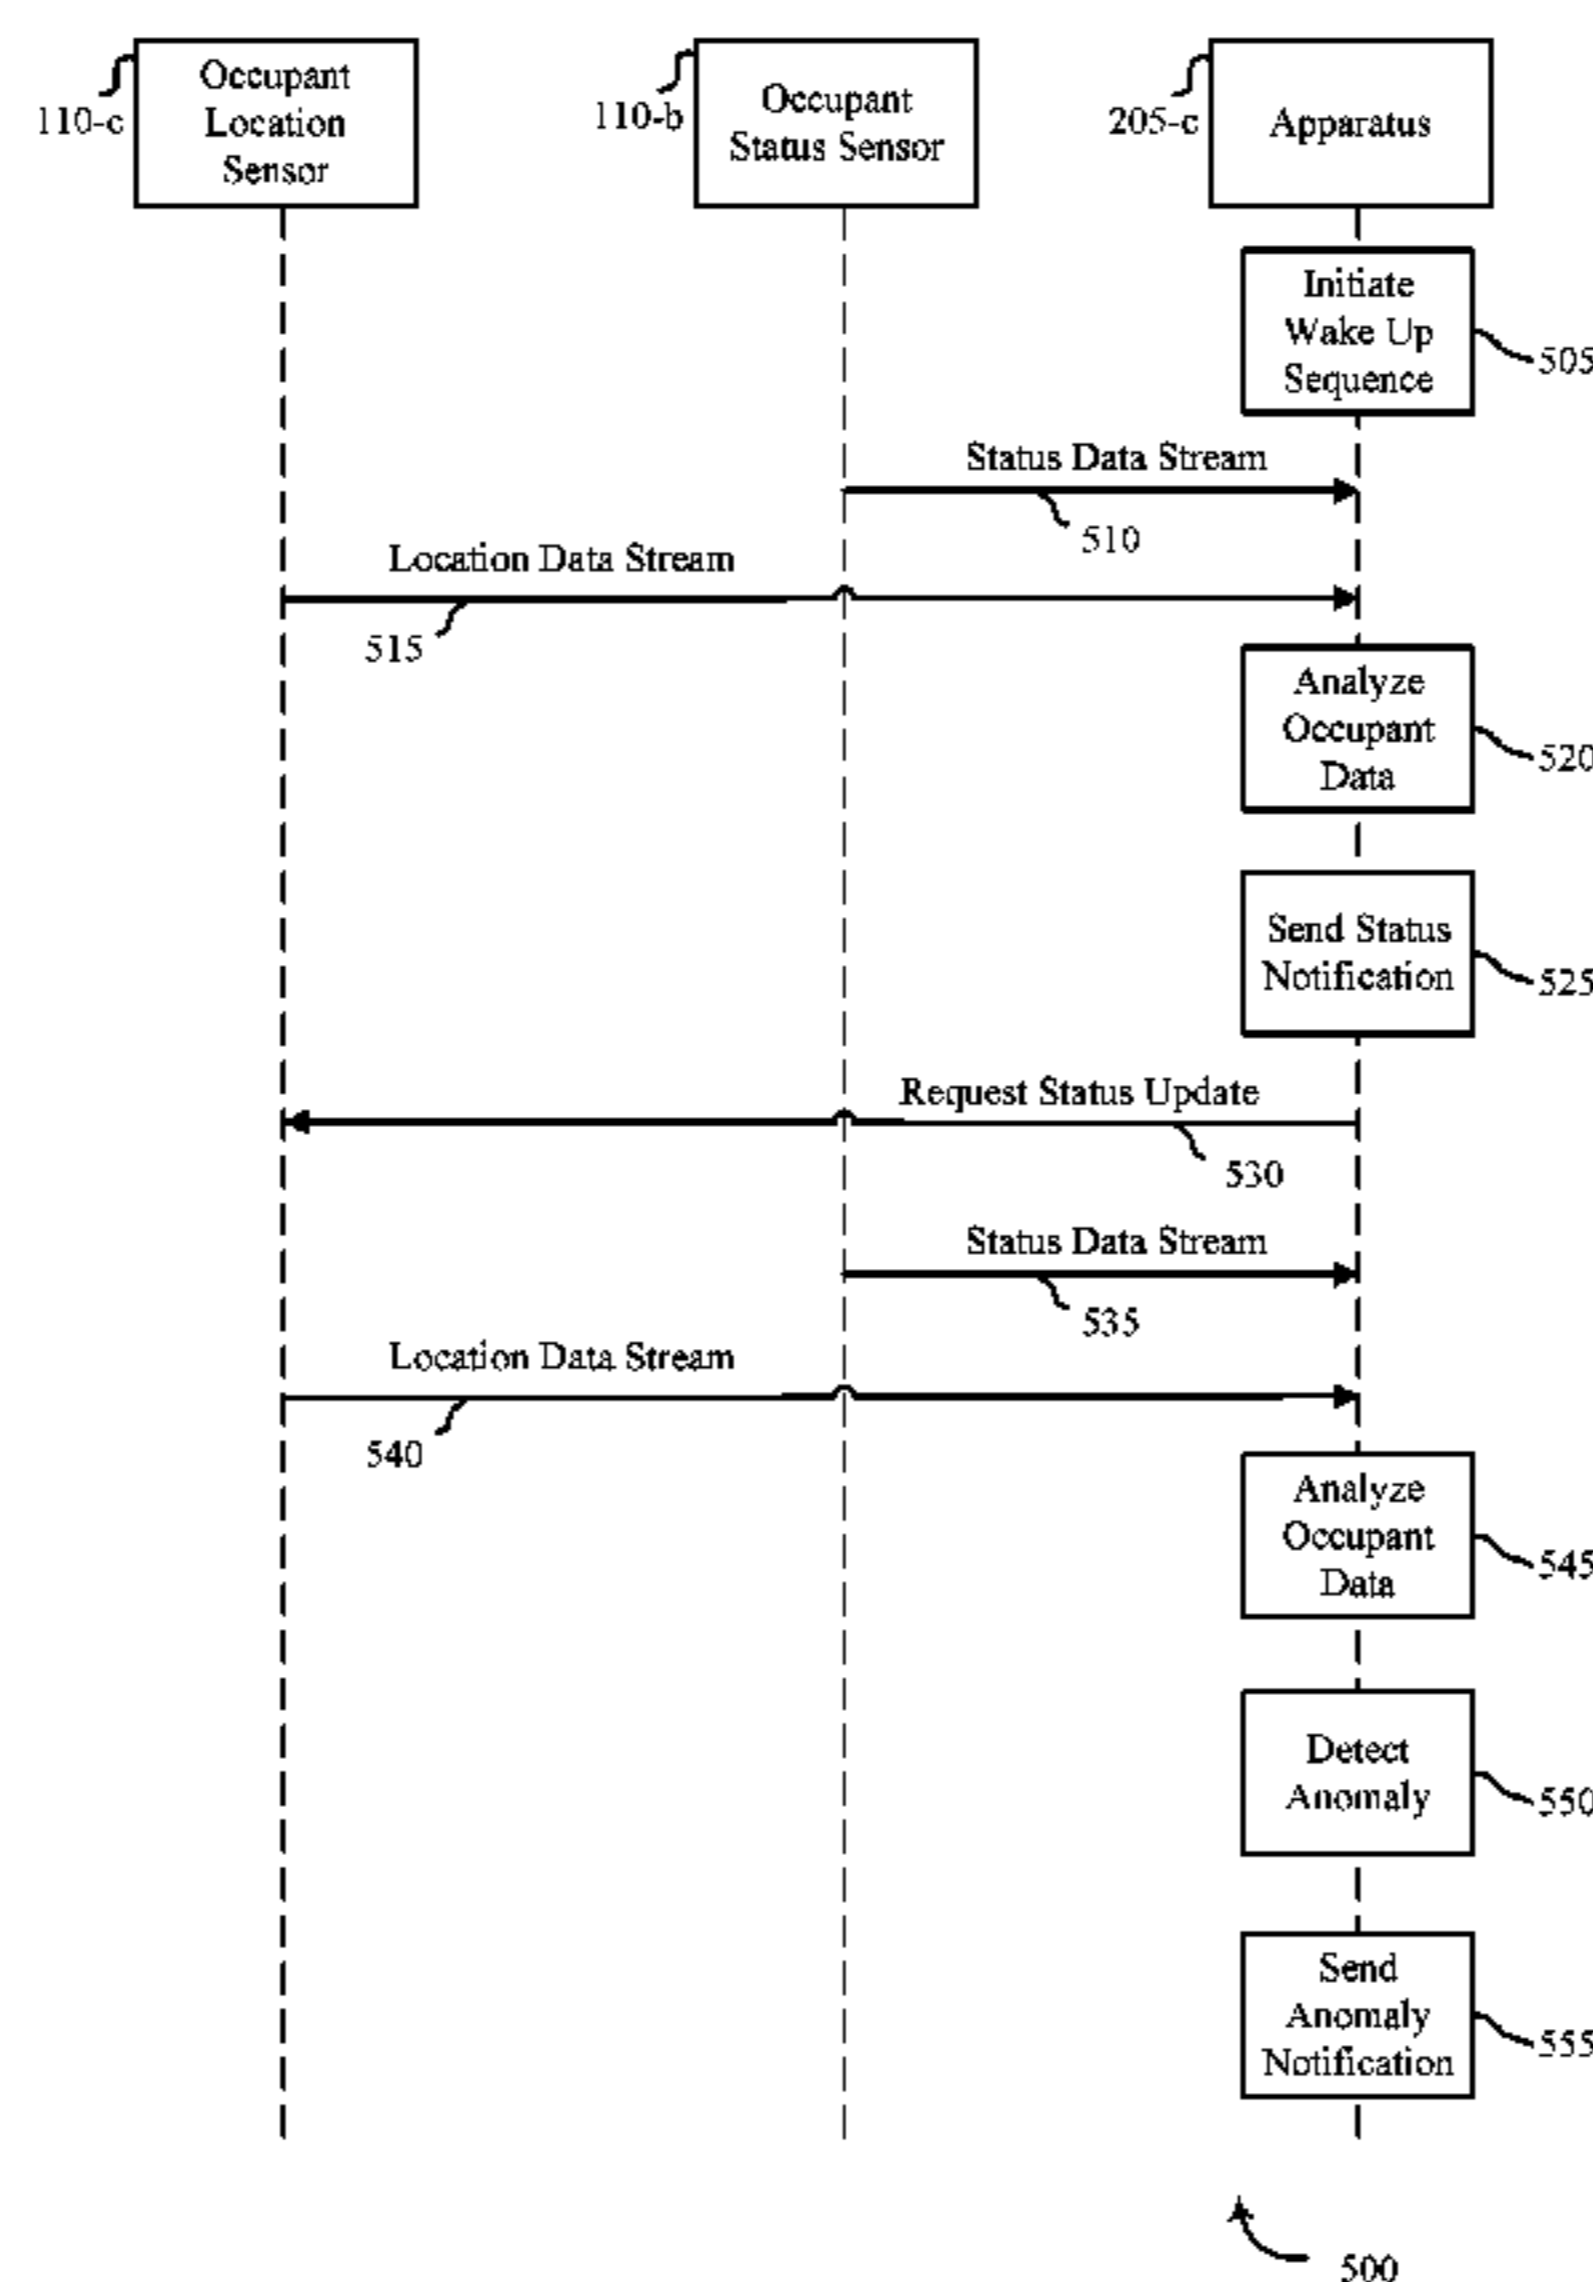 Occupant
Location
Sensor
110-c
Occupant
Status Sensor
110-b
Apparatus
205-c
Initiate
Wake Up
Sequence
505
Status Data Stream
510
Location Data Stream
515
Analyze
Occupant
Data
520
Send Status
Notification
525
Request Status Update
530
Status Data Stream
535
Location Data Stream
540
Analyze
Occupant
Data
545
Detect
Anomaly
550
Send
Anomaly
Notification
555
500